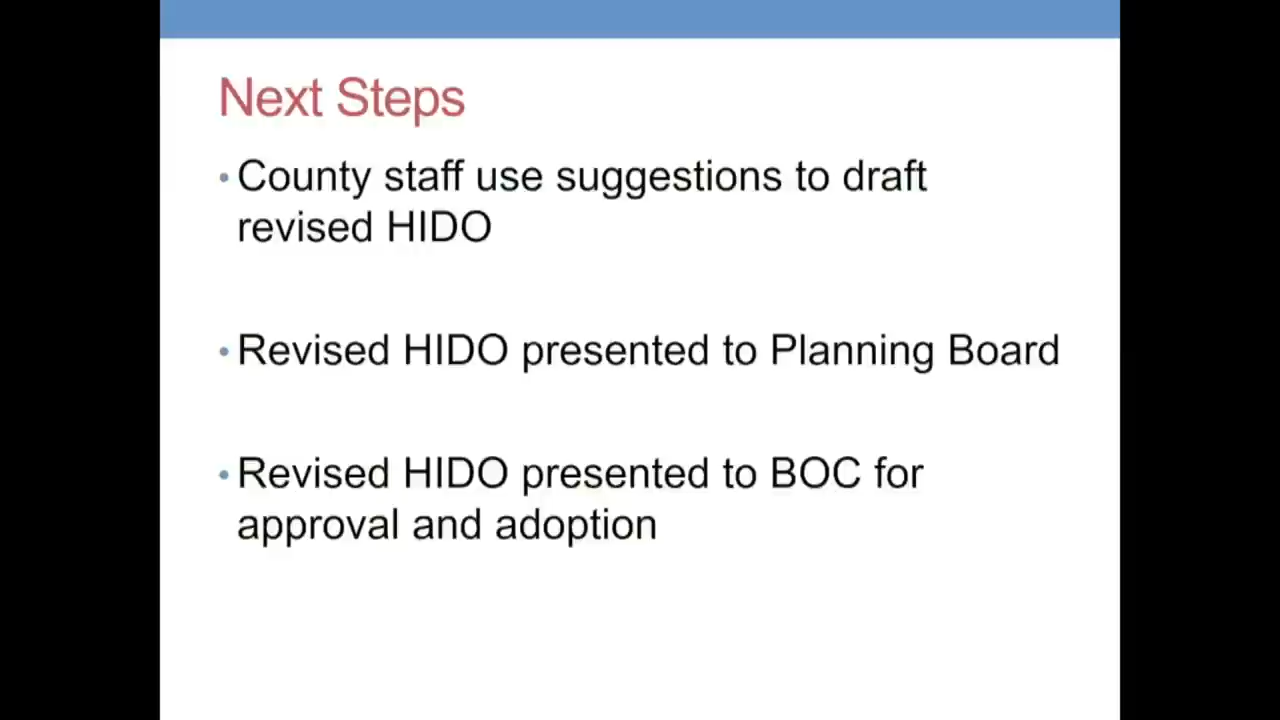 Next Steps
• County staff use suggestions to draft
revised HIDO
• Revised HIDO presented to Planning Board
• Revised HIDO presented to BOC for
approval and adoption